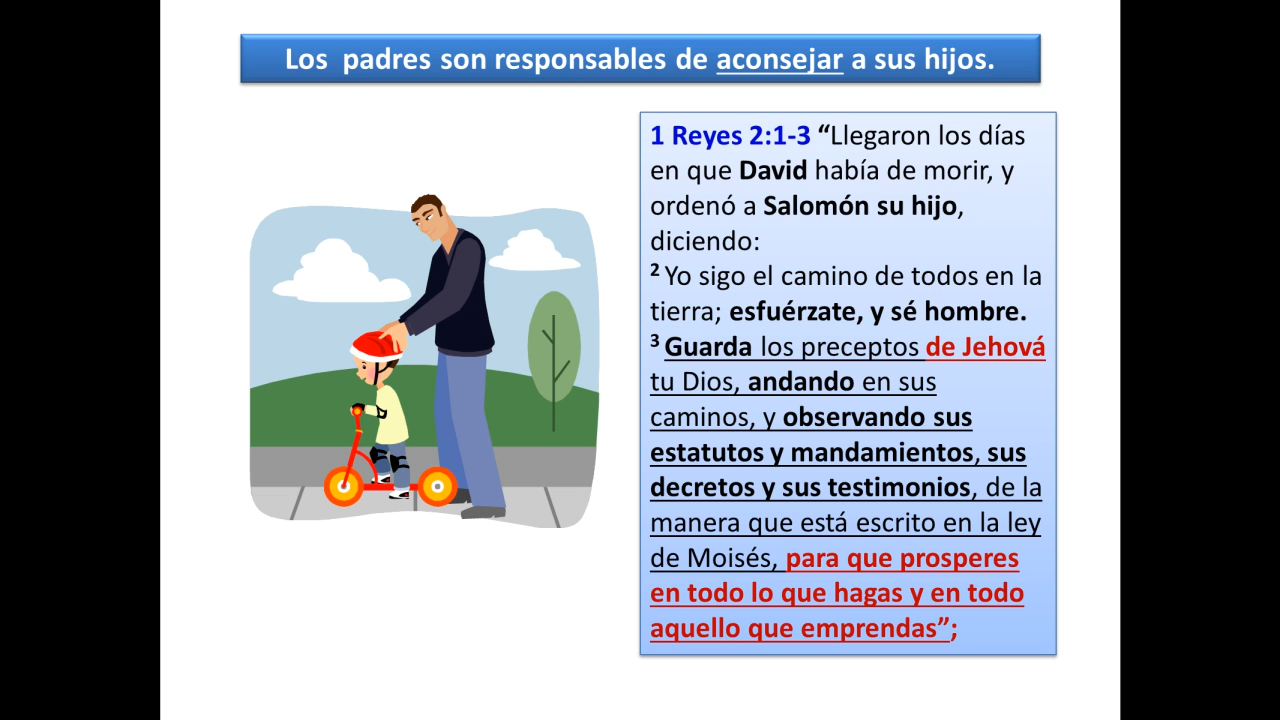 Los  padres son responsables de aconsejar a sus hijos.
1 Reyes 2:1-3 “Llegaron los días
en que David había de morir, y
ordenó a Salomón su hijo,
diciendo:
2 Yo sigo el camino de todos en la
tierra; esfuérzate, y sé hombre.
3 Guarda los preceptos de Jehová
tu Dios, andando en sus
caminos, y observando sus
estatutos y mandamientos, sus
decretos y sus testimonios, de la
manera que está escrito en la ley
de Moisés, para que prosperes
en todo lo que hagas y en todo
aquello que emprendas”;